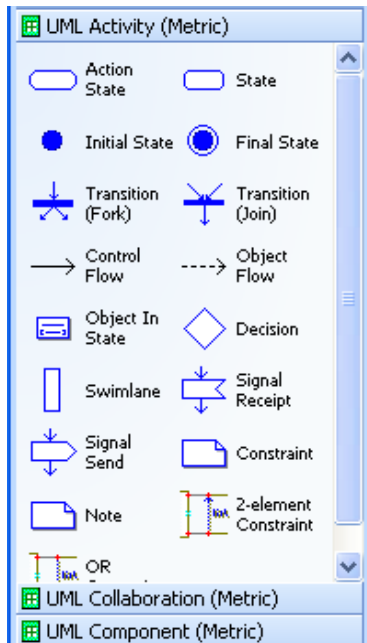 UML Activity (Metric)
Action
State
State
Initial State
Final State
Transition
(Fork)
Transition
(Join)
Control
Flow
Object
Flow
Object In
State
Decision
Swimlane
Signal
Receipt
Signal
Send
Constraint
Note
2-element
Constraint
OR
UML Collaboration (Metric)
UML Component (Metric)